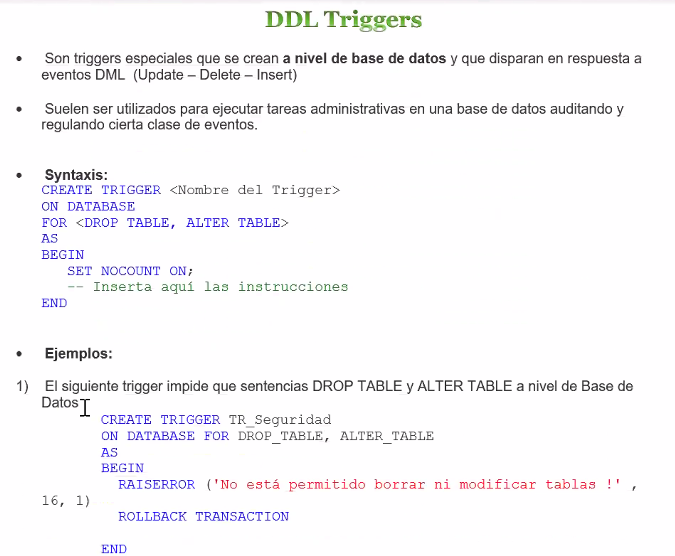 DDL Triggers
• Son triggers especiales que se crean a nivel de base de datos y que disparan en respuesta a
eventos DML (Update – Delete – Insert)
• Suelen ser utilizados para ejecutar tareas administrativas en una base de datos auditando y
regulando cierta clase de eventos.
• Syntaxis:
CREATE TRIGGER <Nombre del Trigger>
ON DATABASE
FOR <DROP TABLE, ALTER TABLE>
AS
BEGIN
SET NOCOUNT ON;
-- Inserta aquí las instrucciones
END
• Ejemplos:
1) El siguiente trigger impide que sentencias DROP TABLE y ALTER TABLE a nivel de Base de
Datos
CREATE TRIGGER TR_Seguridad
ON DATABASE FOR DROP_TABLE, ALTER_TABLE
AS
BEGIN
RAISERROR ('No está permitido borrar ni modificar tablas !' ,
16, 1)
ROLLBACK TRANSACTION
END